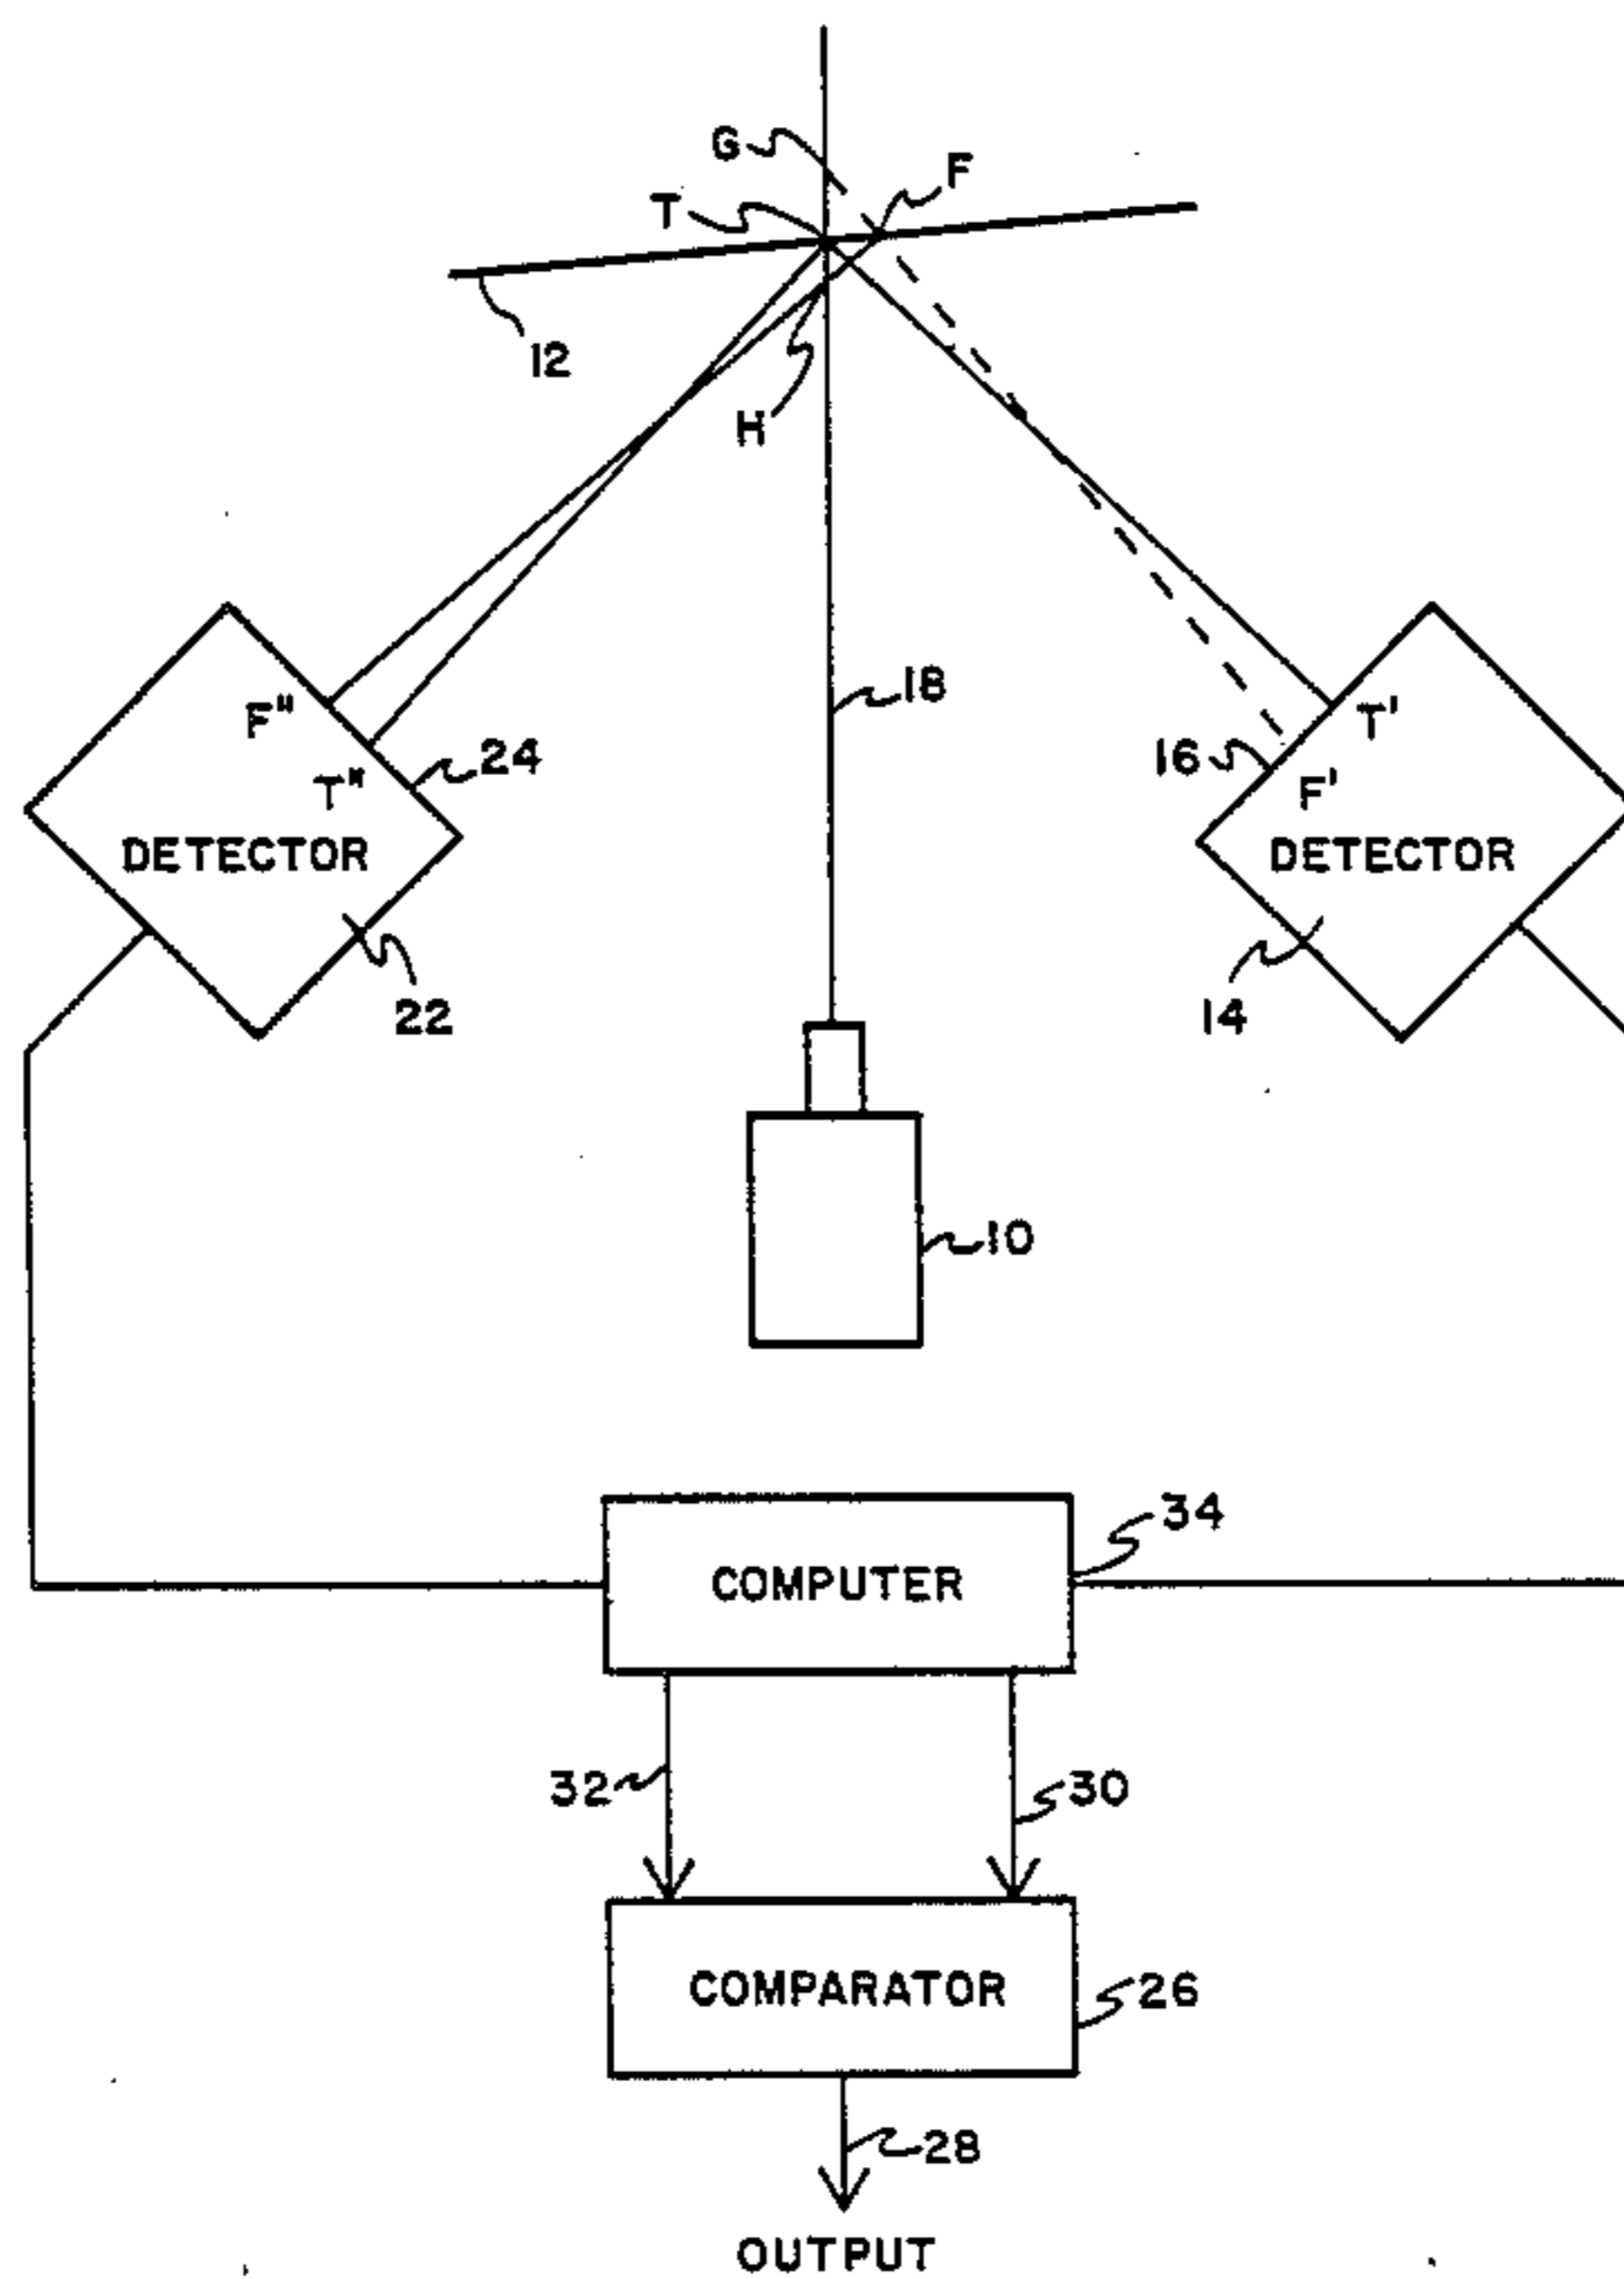 G
F
T
12
H
18
F"
T'
24
16
T"
F'
DETECTOR
DETECTOR
22
14
10
34
COMPUTER
32
30
COMPARATOR
26
28
OUTPUT